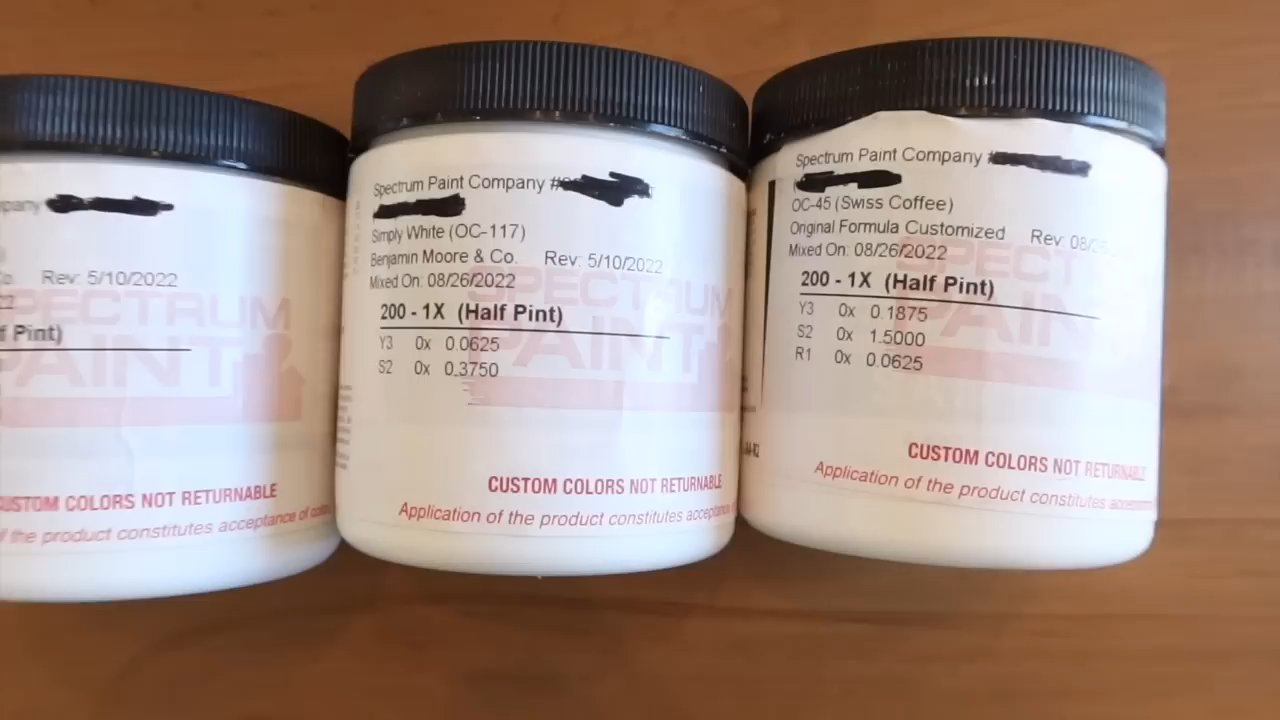 Rev: 5/10/2022
Pint)
SPECTRUM
PAINT
CUSTOM COLORS NOT RETURNABLE
the product constitutes acceptance of
Spectrum Paint Company #
Simply White (OC-117)
Benjamin Moore & Co. Rev: 5/10/2022
Mixed On: 08/26/2022
200 - 1X (Half Pint)
Y3 0x 0.0625
S2 0x 0.3750
SPECTRUM
PAINT
CUSTOM COLORS NOT RETURNABLE
Application of the product constitutes
Spectrum Paint Company #
OC-45 (Swiss Coffee)
Original Formula Customized Rev: 08/2
Mixed On: 08/26/2022
200 - 1X (Half Pint)
Y3 0x 0.1875
S2 0x 1.5000
R1 0x 0.0625
SPECT
PAIN
CUSTOM COLORS NOT RETURNABLE
Application of the product constitutes